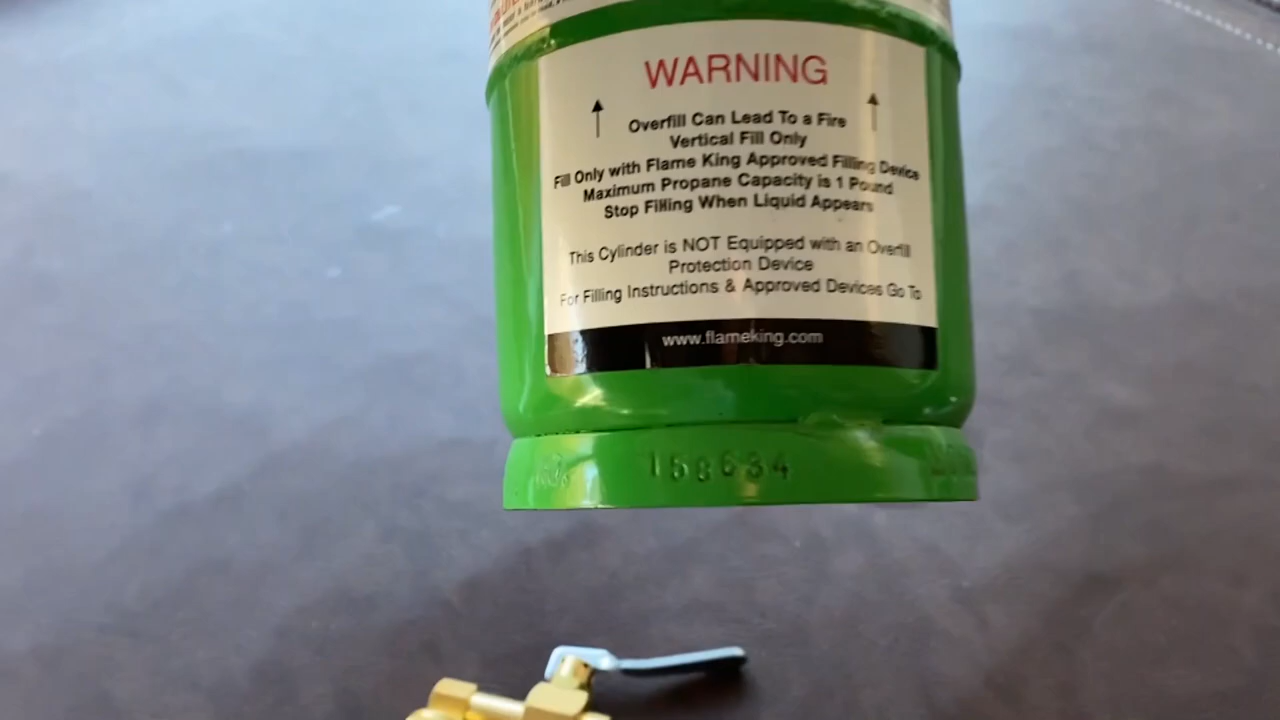 WARNING
Overfill Can Lead To a Fire
Vertical Fill Only
Fill Only with Flame King Approved Filling Device
Maximum Propane Capacity is 1 Pound
Stop Filling When Liquid Appears
This Cylinder is NOT Equipped with an Overfill
Protection Device
For Filling Instructions & Approved Devices Go To
www.flameking.com
158634